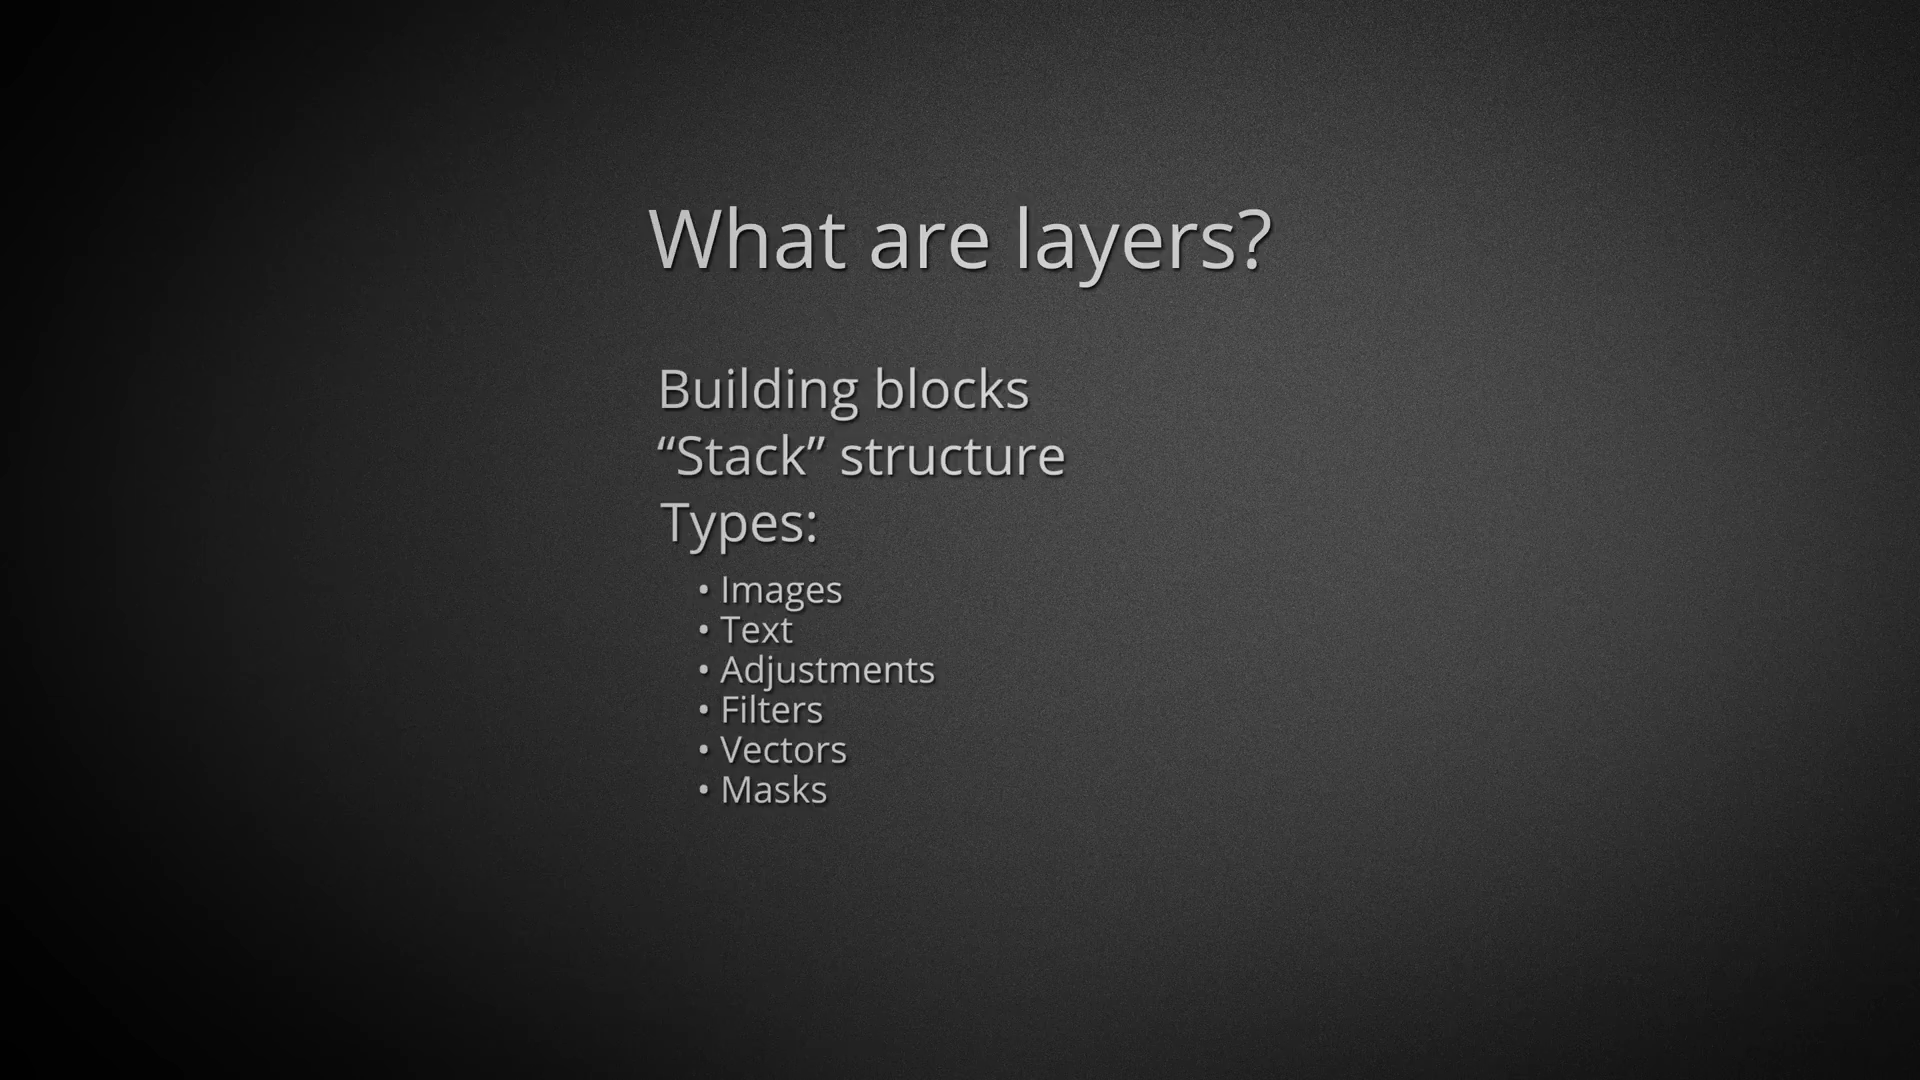 What are layers?
Building blocks
“Stack” structure
Types:
• Images
• Text
• Adjustments
• Filters
• Vectors
• Masks